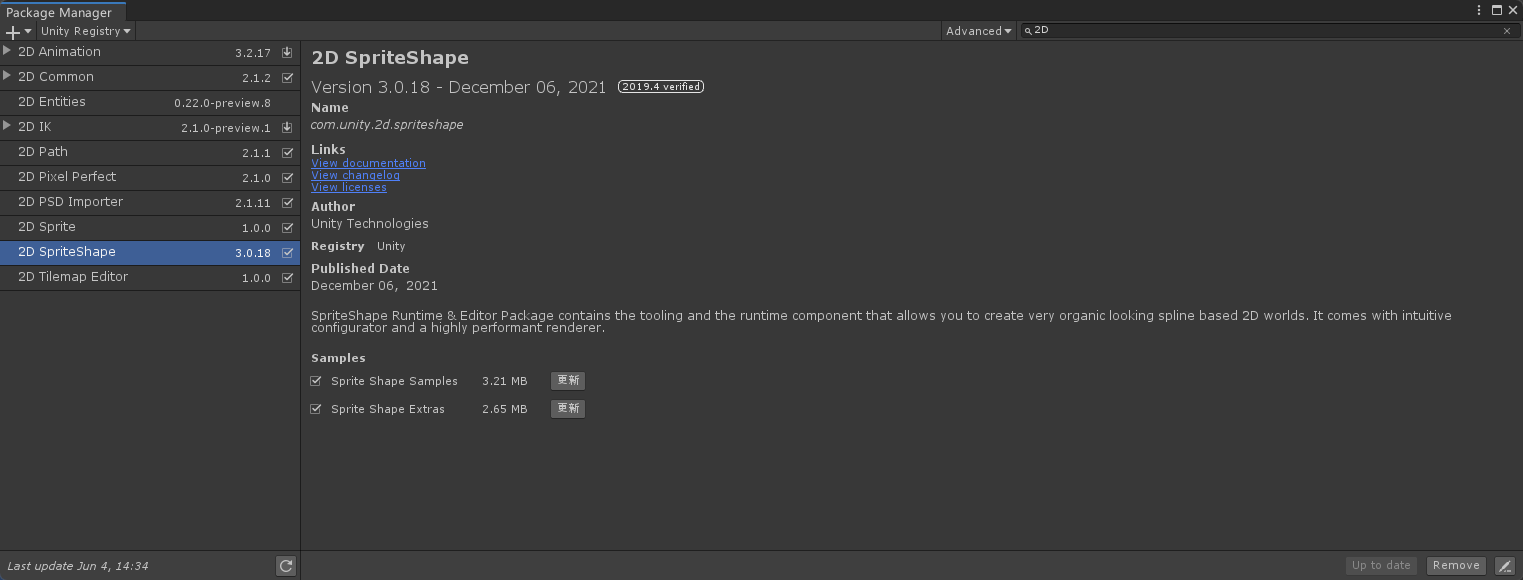 Package Manager
Unity Registry
Advanced
2D
2D Animation 3.2.17
2D Common 2.1.2
2D Entities 0.22.0-preview.8
2D IK 2.1.0-preview.1
2D Path 2.1.1
2D Pixel Perfect 2.1.0
2D PSD Importer 2.1.11
2D Sprite 1.0.0
2D SpriteShape 3.0.18
2D Tilemap Editor 1.0.0
Last update Jun 4, 14:34
2D SpriteShape
Version 3.0.18 - December 06, 2021 2019.4 verified
Name
com.unity.2d.spriteshape
Links
View documentation
View changelog
View licenses
Author
Unity Technologies
Registry Unity
Published Date
December 06, 2021
SpriteShape Runtime & Editor Package contains the tooling and the runtime component that allows you to create very organic looking spline based 2D worlds. It comes with intuitive
configurator and a highly performant renderer.
Samples
Sprite Shape Samples 3.21 MB 更新
Sprite Shape Extras 2.65 MB 更新
Up to date Remove